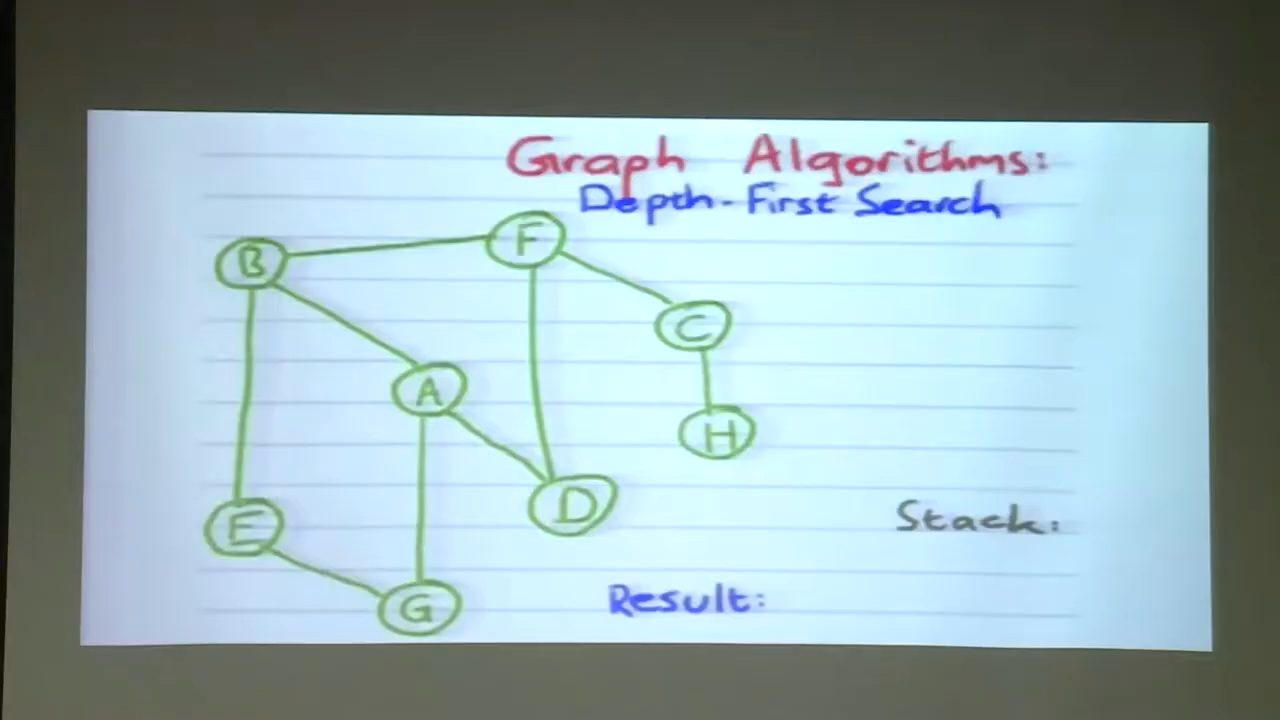 Graph Algorithms:
Depth-First Search
B
F
C
A
H
D
E
Stack:
G
Result: